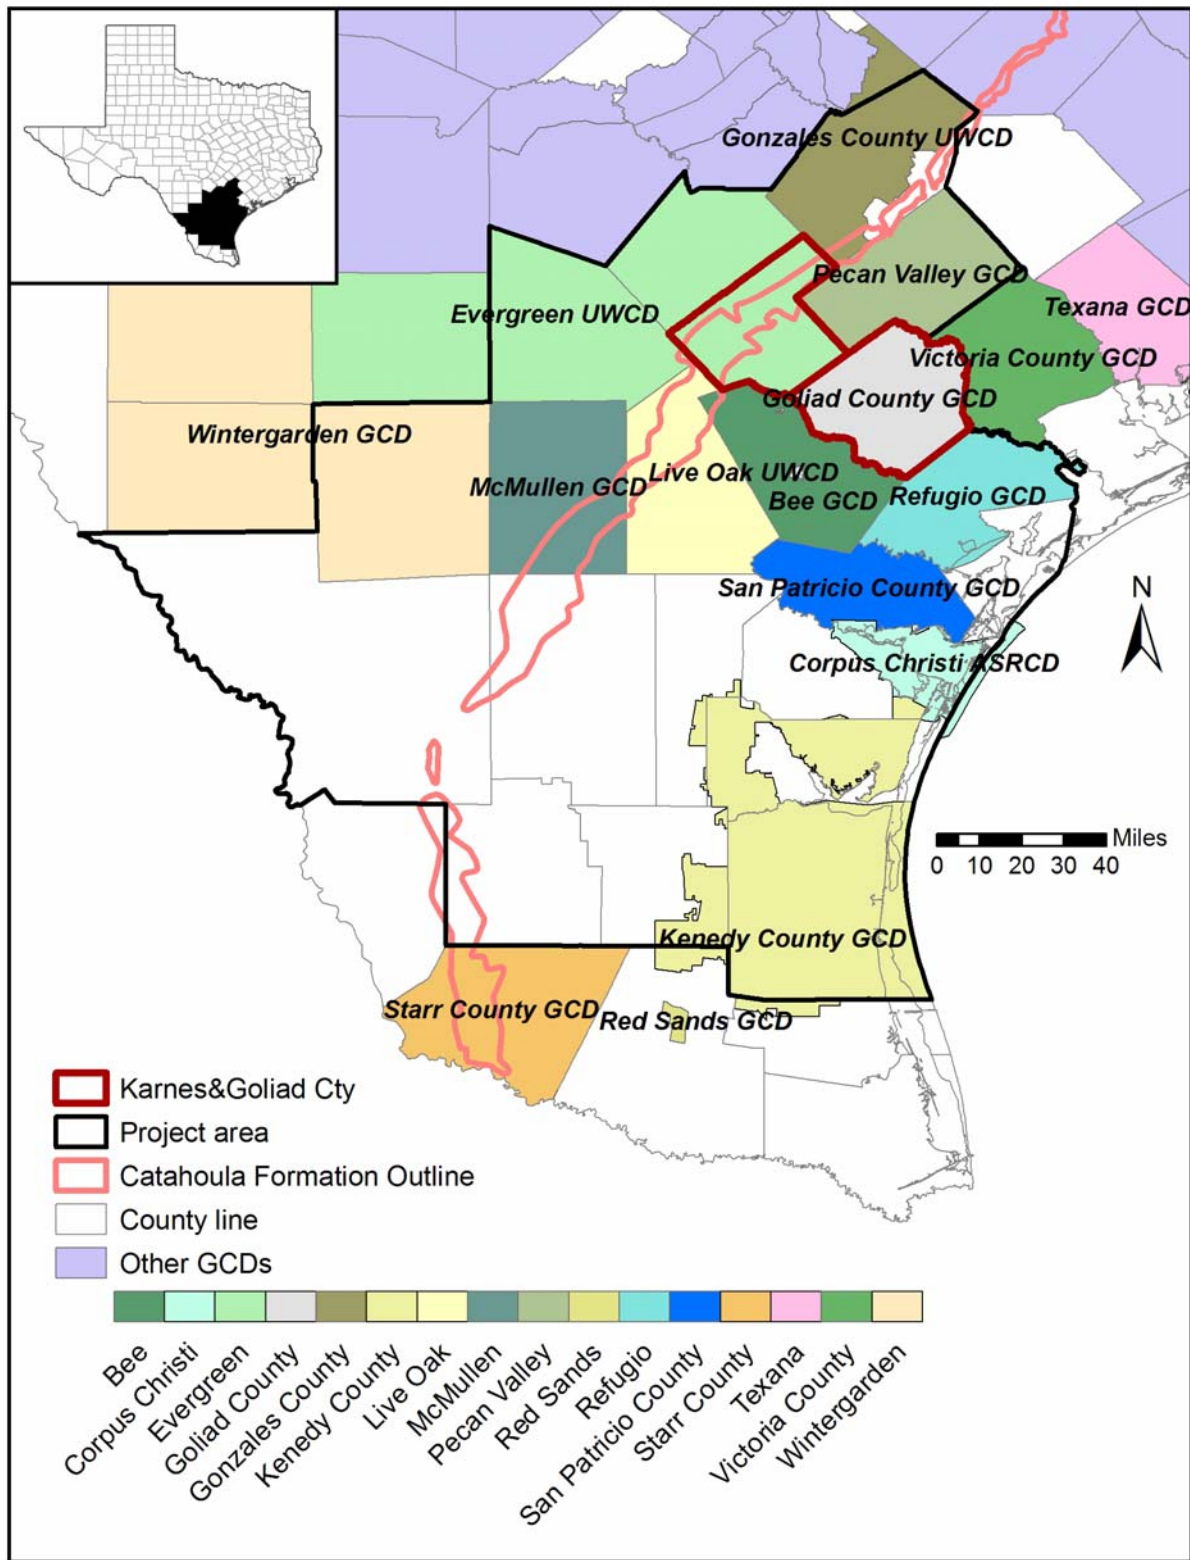 Gonzales County UWCD
Pecan Valley GCD
Texana GCD
Evergreen UWCD
Victoria County GCD
Goliad County GCD
Wintergarden GCD
Live Oak UWCD
McMullen GCD
Bee GCD
Refugio GCD
San Patricio County GCD
N
Corpus Christi ASRCD
Miles
0 10 20 30 40
Kenedy County GCD
Starr County GCD
Red Sands GCD
Karnes&Goliad Cty
Project area
Catahoula Formation Outline
County line
Other GCDs
Bee
Corpus Christi
Evergreen
Goliad County
Gonzales County
Kenedy County
Live Oak
McMullen
Pecan Valley
Red Sands
Refugio
San Patricio County
Starr County
Texana
Victoria County
Wintergarden